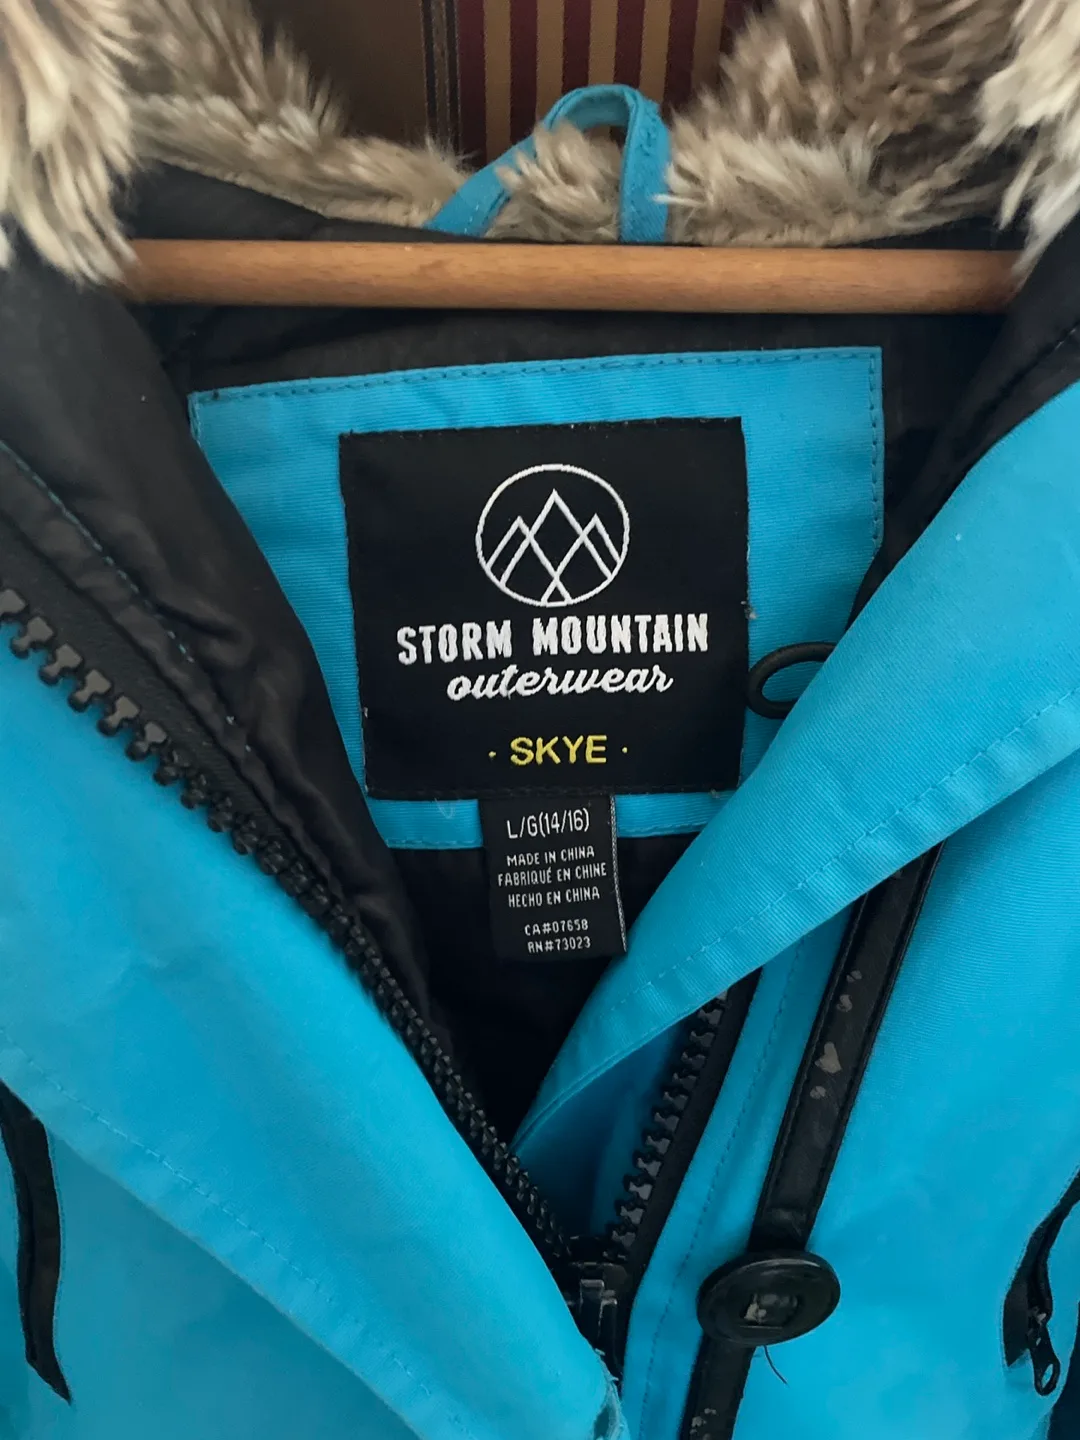 STORM MOUNTAIN
outerwear
· SKYE ·
L/G(14/16)
MADE IN CHINA
FABRIQUÉ EN CHINE
HECHO EN CHINA
CA#07658
RN#73023